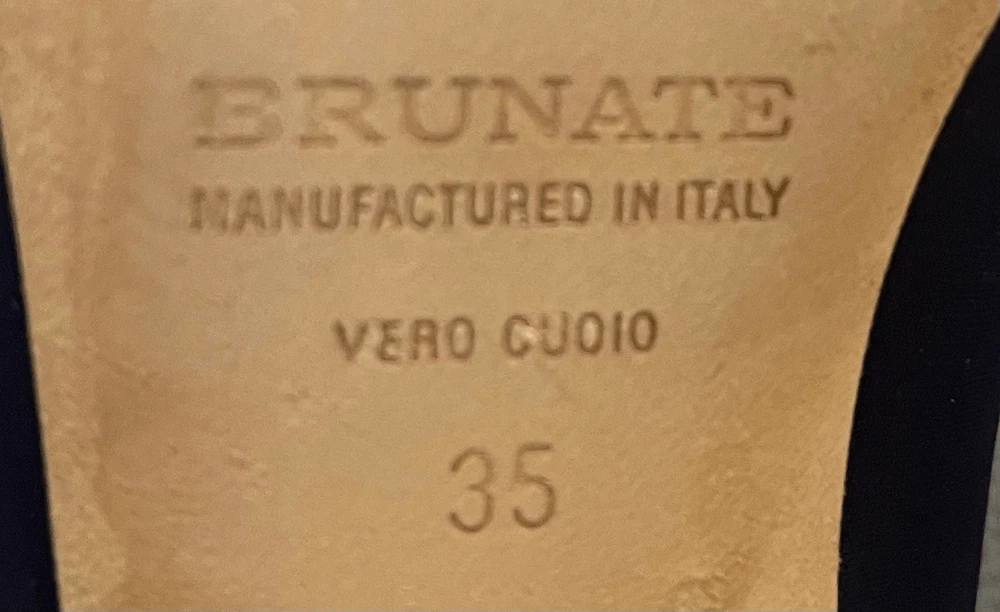 BRUNATE
MANUFACTURED IN ITALY
VERO CUOIO
35